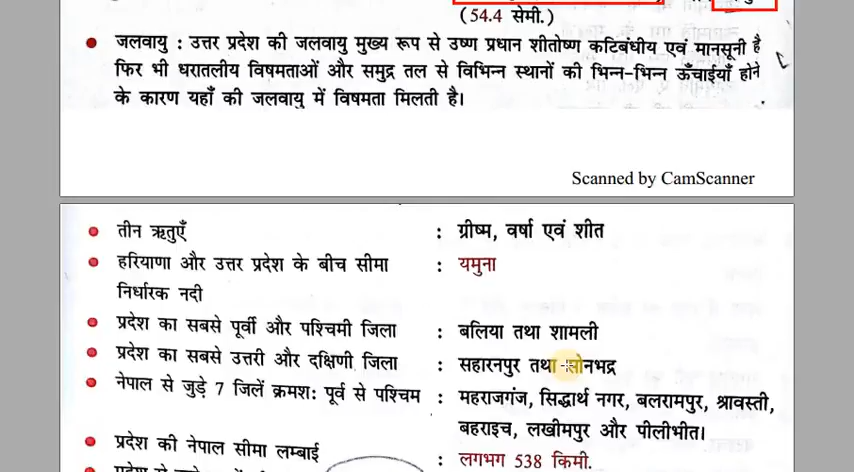 (54.4 सेमी.)
जलवायु : उत्तर प्रदेश की जलवायु मुख्य रूप से उष्ण प्रधान शीतोष्ण कटिबंधीय एवं मानसूनी है
फिर भी धरातलीय विषमताओं और समुद्र तल से विभिन्न स्थानों की भिन्न-भिन्न ऊँचाईयाँ होने
के कारण यहाँ की जलवायु में विषमता मिलती है।
Scanned by CamScanner
तीन ऋतुएँ : ग्रीष्म, वर्षा एवं शीत
हरियाणा और उत्तर प्रदेश के बीच सीमा : यमुना
निर्धारक नदी
प्रदेश का सबसे पूर्वी और पश्चिमी जिला : बलिया तथा शामली
प्रदेश का सबसे उत्तरी और दक्षिणी जिला : सहारनपुर तथा सोनभद्र
नेपाल से जुड़े 7 जिलें क्रमश: पूर्व से पश्चिम : महराजगंज, सिद्धार्थ नगर, बलरामपुर, श्रावस्ती,
बहराइच, लखीमपुर और पीलीभीत।
प्रदेश की नेपाल सीमा लम्बाई : लगभग 538 किमी.